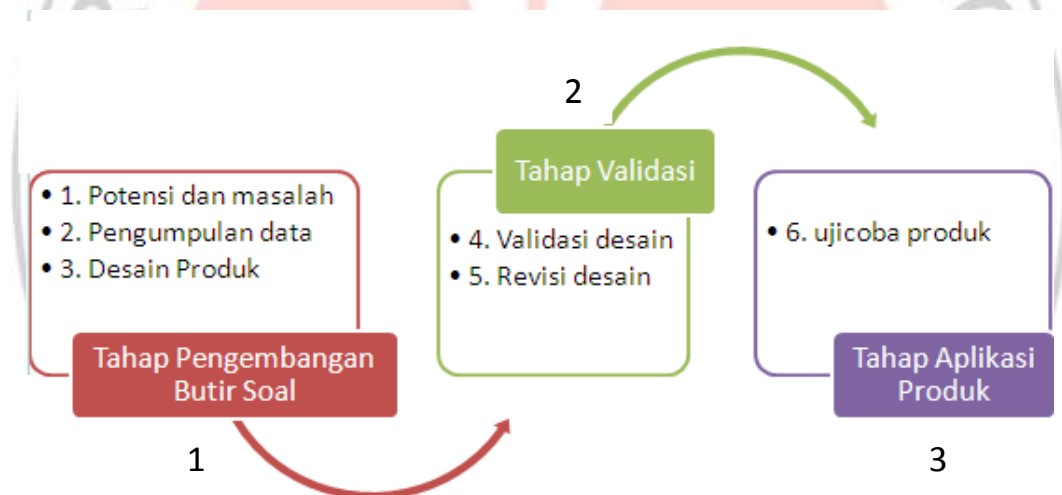 • 1. Potensi dan masalah
• 2. Pengumpulan data
• 3. Desain Produk
Tahap Pengembangan
Butir Soal
1
2
Tahap Validasi
• 4. Validasi desain
• 5. Revisi desain
• 6. ujicoba produk
Tahap Aplikasi
Produk
3